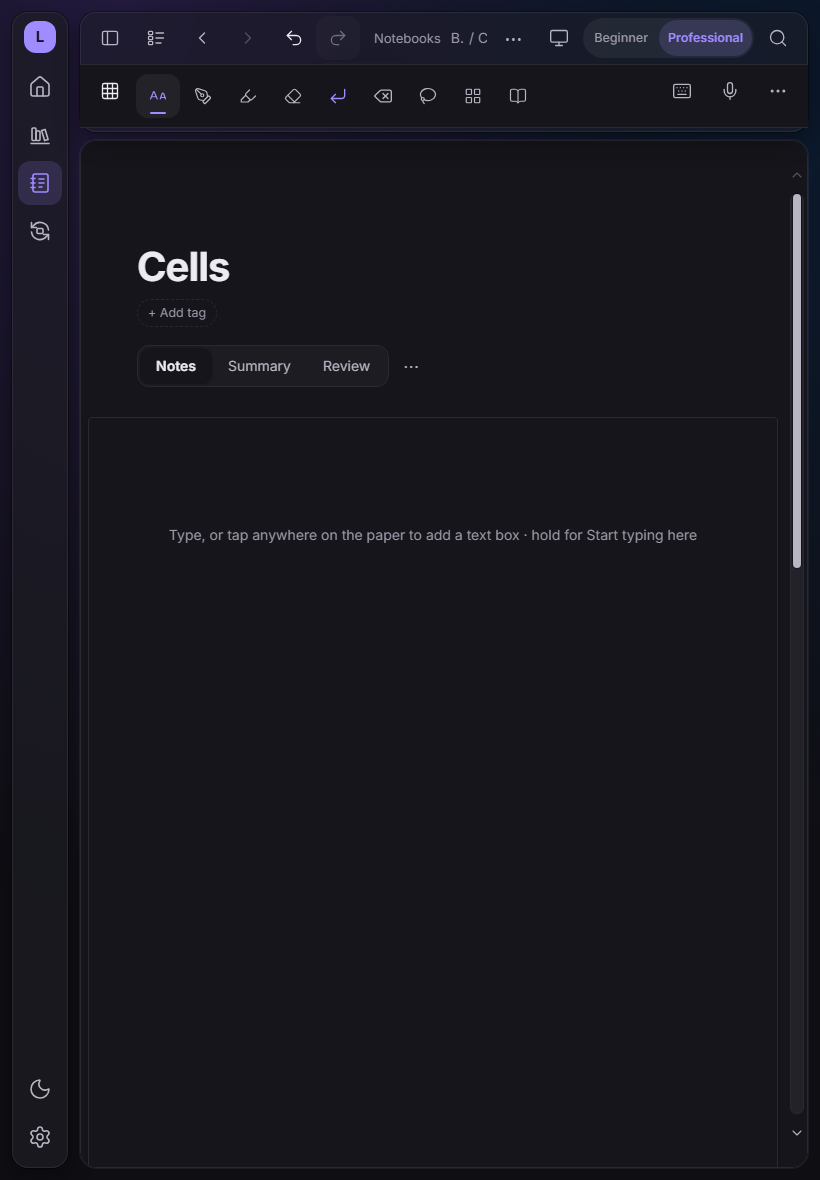 L
Notebooks B. / C
Beginner Professional
AA
Cells
+ Add tag
Notes Summary Review
Type, or tap anywhere on the paper to add a text box · hold for Start typing here